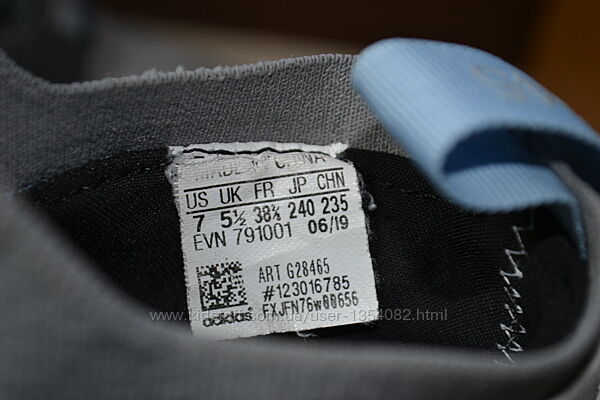 MADE IN CHINA
US UK FR JP CHN
7 5½ 38⅔ 240 235
EVN 791001 06/19
ART G28465
#123016785
FXJFN76W00656
adidas